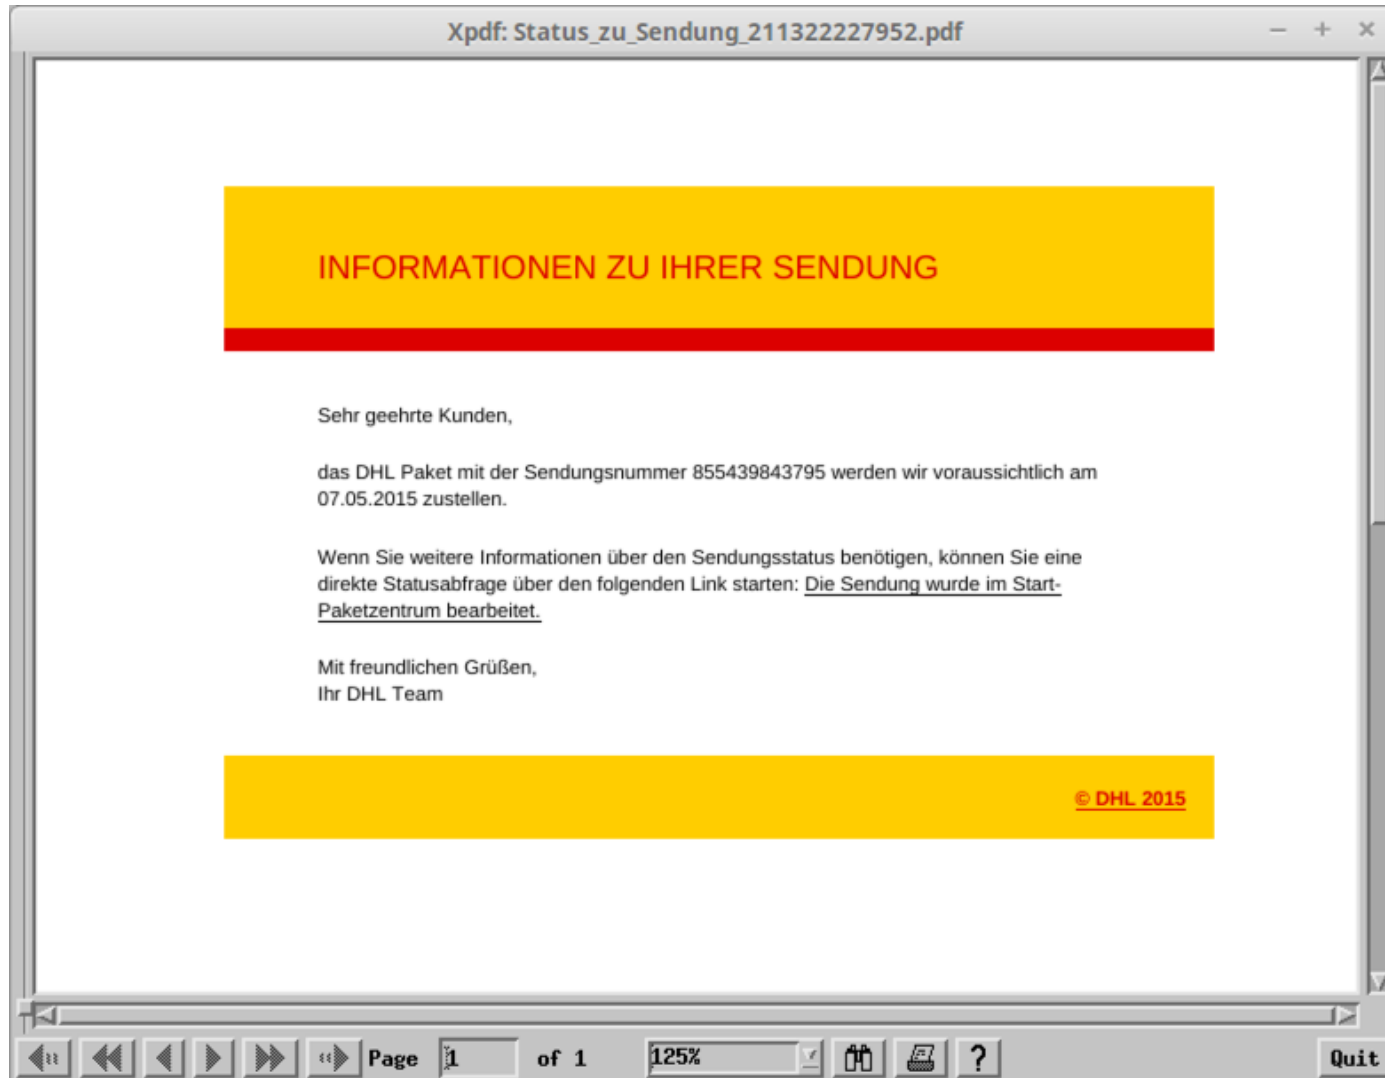 Xpdf: Status_zu_Sendung_211322227952.pdf
INFORMATIONEN ZU IHRER SENDUNG
Sehr geehrte Kunden,
das DHL Paket mit der Sendungsnummer 855439843795 werden wir voraussichtlich am
07.05.2015 zustellen.
Wenn Sie weitere Informationen über den Sendungsstatus benötigen, können Sie eine
direkte Statusabfrage über den folgenden Link starten: Die Sendung wurde im Start-
Paketzentrum bearbeitet.
Mit freundlichen Grüßen,
Ihr DHL Team
© DHL 2015
Page 1 of 1 125% ? Quit